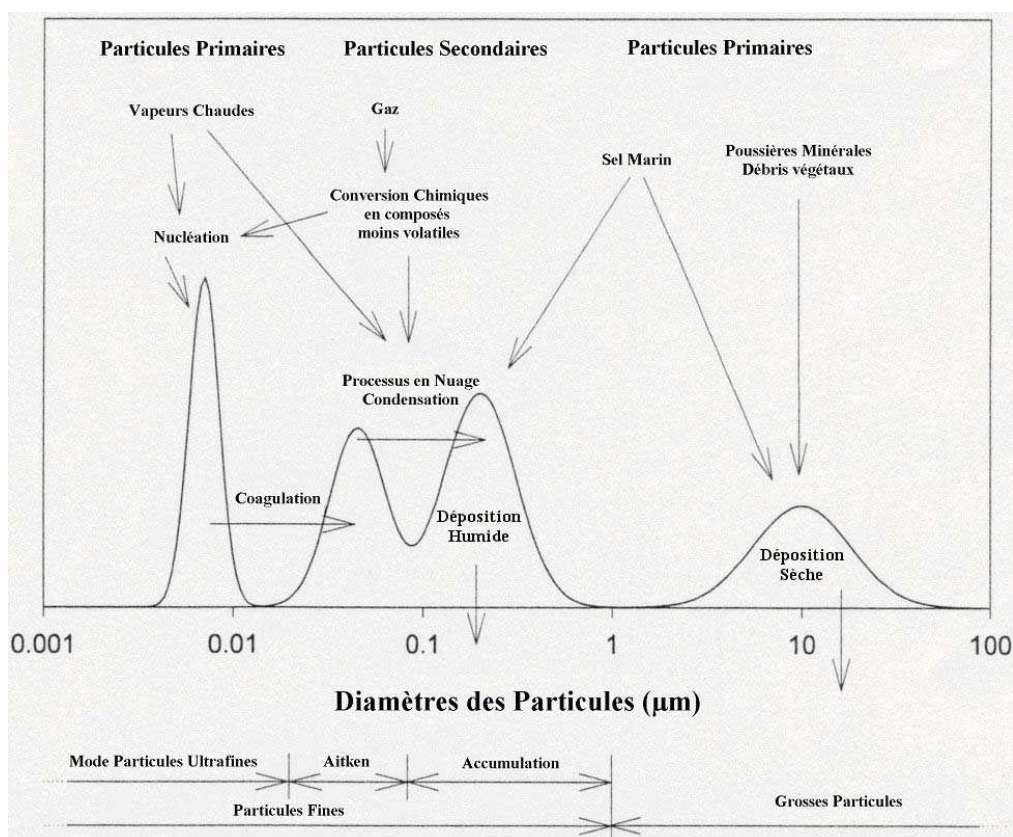 Particules Primaires
Particules Secondaires
Particules Primaires
Vapeurs Chaudes
Gaz
Sel Marin
Poussières Minérales
Débris végétaux
Conversion Chimiques
en composés
moins volatiles
Nucléation
Processus en Nuage
Condensation
Coagulation
Déposition
Humide
Déposition
Sèche
0.001
0.01
0.1
1
10
100
Diamètres des Particules (µm)
Mode Particules Ultrafines
Aitken
Accumulation
Particules Fines
Grosses Particules